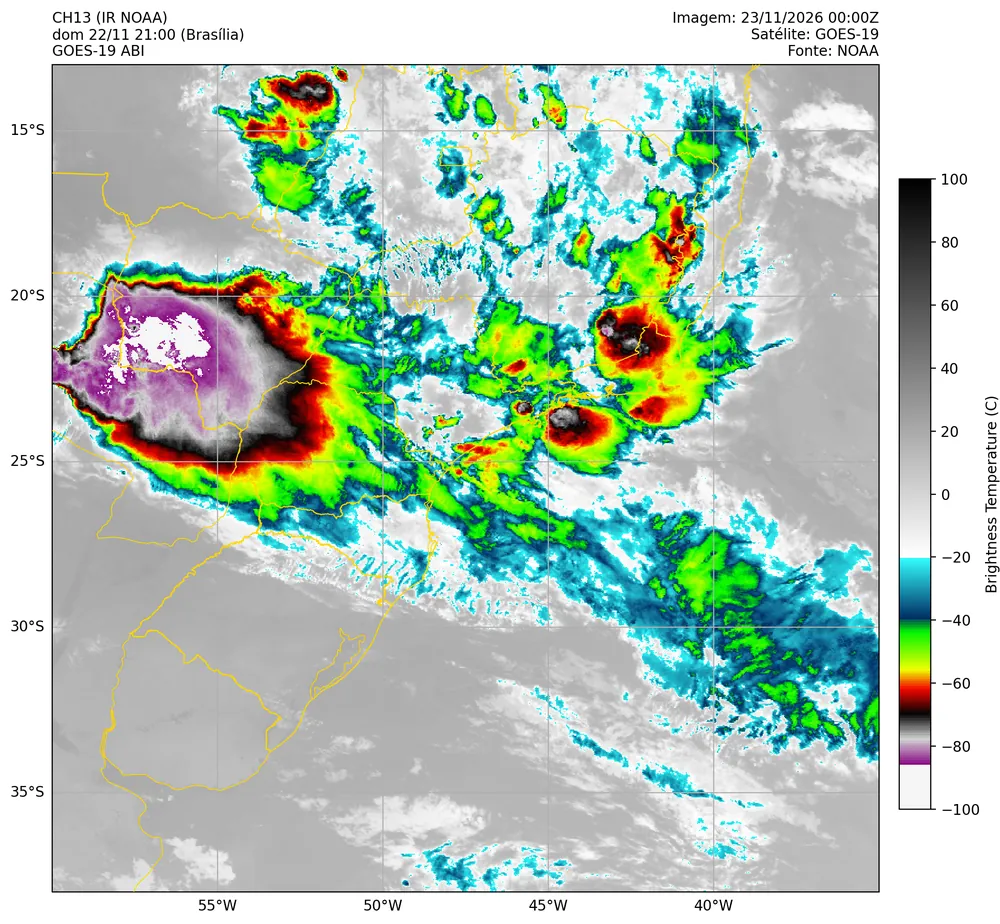 CH13 (IR NOAA)
dom 22/11 21:00 (Brasília)
GOES-19 ABI
Imagem: 23/11/2026 00:00Z
Satélite: GOES-19
Fonte: NOAA
15°S
20°S
25°S
30°S
35°S
55°W
50°W
45°W
40°W
100
80
60
40
20
0
−20
−40
−60
−80
−100
Brightness Temperature (C)